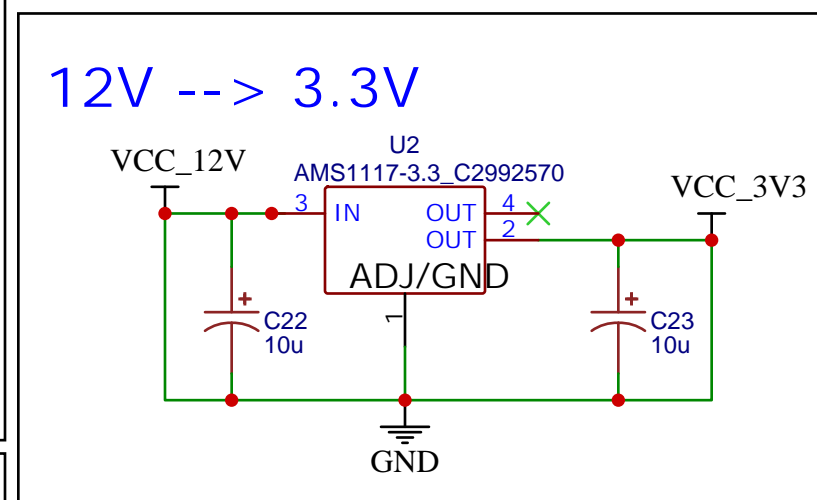 12V --> 3.3V
U2
VCC_12V
AMS1117-3.3_C2992570
VCC_3V3
3
IN
OUT
4
OUT
2
ADJ/GND
1
+
C22
10u
+
C23
10u
GND